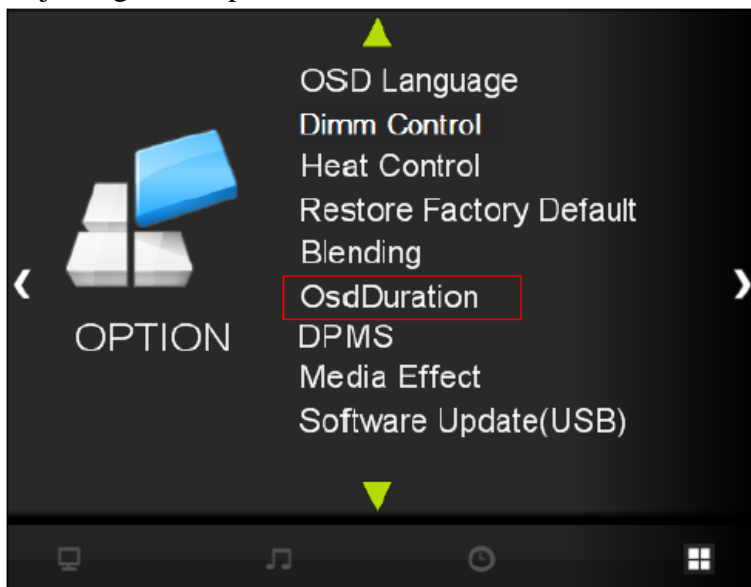 OSD Language
Dimm Control
Heat Control
Restore Factory Default
Blending
OsdDuration
OPTION
DPMS
Media Effect
Software Update(USB)